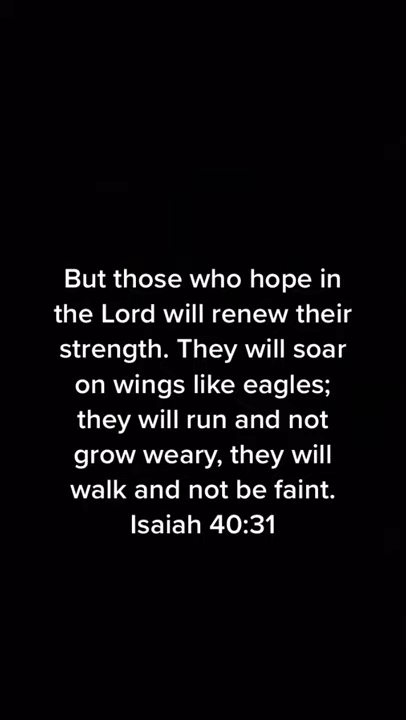 But those who hope in
the Lord will renew their
strength. They will soar
on wings like eagles;
they will run and not
grow weary, they will
walk and not be faint.
Isaiah 40:31